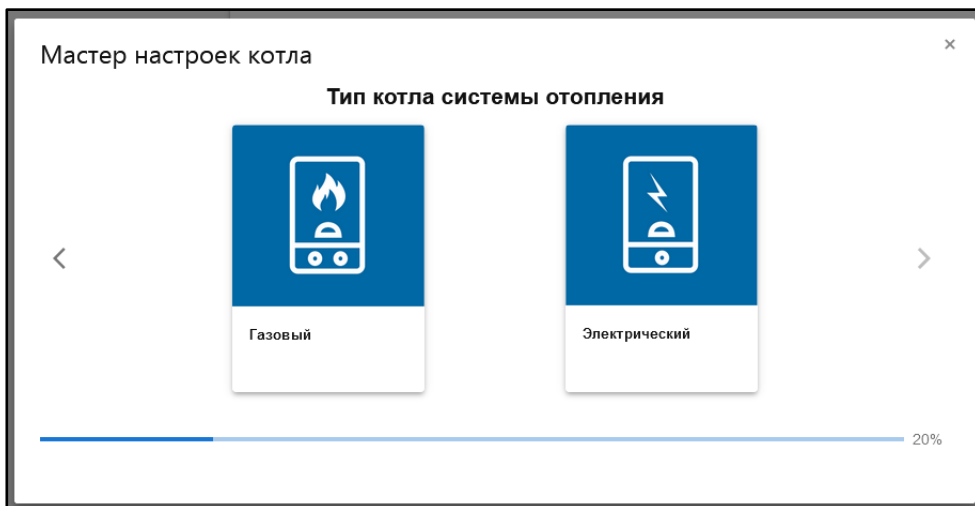 Мастер настроек котла
×
Тип котла системы отопления
Газовый
Электрический
20%